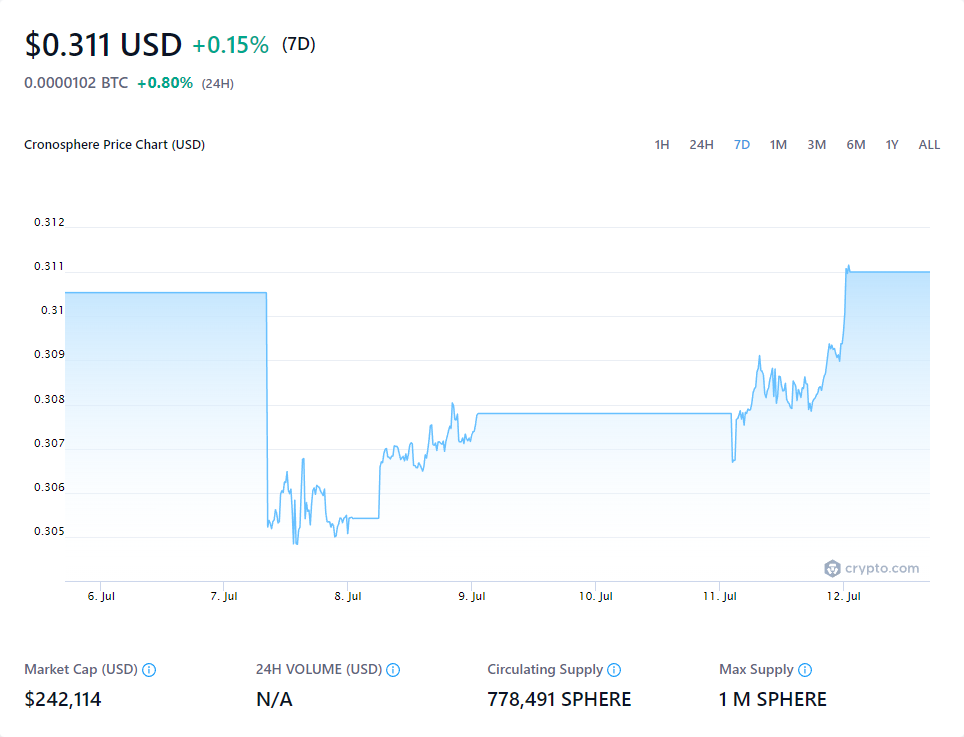 $0.311 USD +0.15% (7D)
0.0000102 BTC +0.80% (24H)
Cronosphere Price Chart (USD)
1H 24H 7D 1M 3M 6M 1Y ALL
0.312
0.311
0.31
0.309
0.308
0.307
0.306
0.305
crypto.com
6. Jul 7. Jul 8. Jul 9. Jul 10. Jul 11. Jul 12. Jul
Market Cap (USD) 24H VOLUME (USD) Circulating Supply Max Supply
$242,114 N/A 778,491 SPHERE 1 M SPHERE